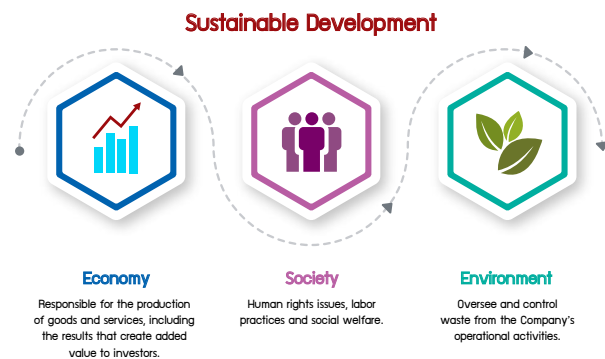 Sustainable Development
Economy
Responsible for the production
of goods and services, including
the results that create added
value to investors.
Society
Human rights issues, labor
practices and social welfare.
Environment
Oversee and control
waste from the Company's
operational activities.